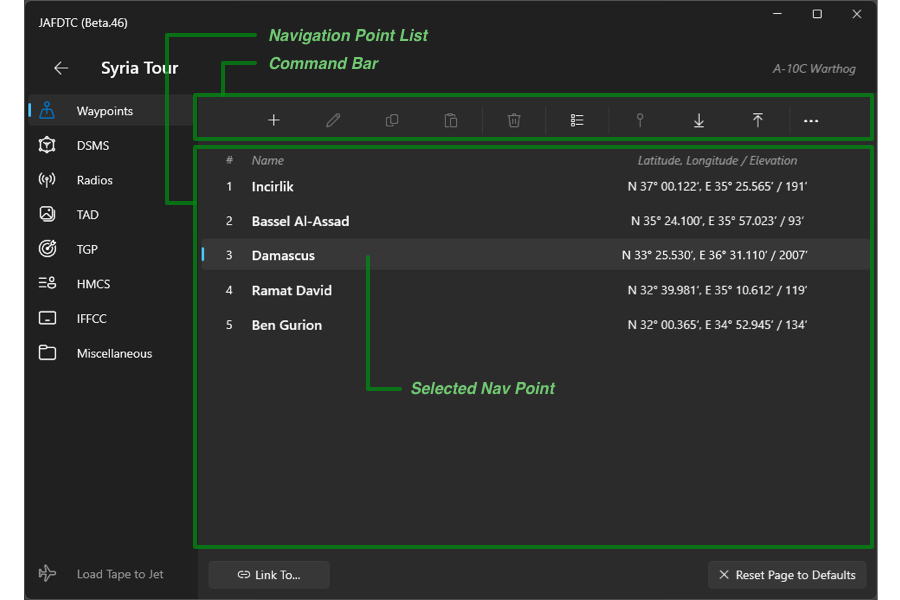 JAFDTC (Beta.46)
Navigation Point List
Command Bar
Syria Tour
A-10C Warthog
Waypoints
DSMS
Radios
TAD
TGP
HMCS
IFFCC
Miscellaneous
# Name Latitude, Longitude / Elevation
1 Incirlik N 37° 00.122’, E 35° 25.565’ / 191’
2 Bassel Al-Assad N 35° 24.100’, E 35° 57.023’ / 93’
3 Damascus N 33° 25.530’, E 36° 31.110’ / 2007’
4 Ramat David N 32° 39.981’, E 35° 10.612’ / 119’
5 Ben Gurion N 32° 00.365’, E 34° 52.945’ / 134’
Selected Nav Point
Load Tape to Jet
Link To...
Reset Page to Defaults